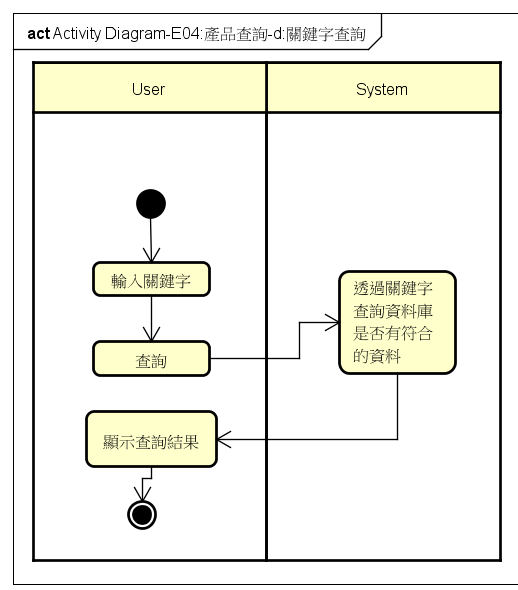 act Activity Diagram-E04:產品查詢-d:關鍵字查詢
User
System
輸入關鍵字
查詢
透過關鍵字
查詢資料庫
是否有符合
的資料
顯示查詢結果